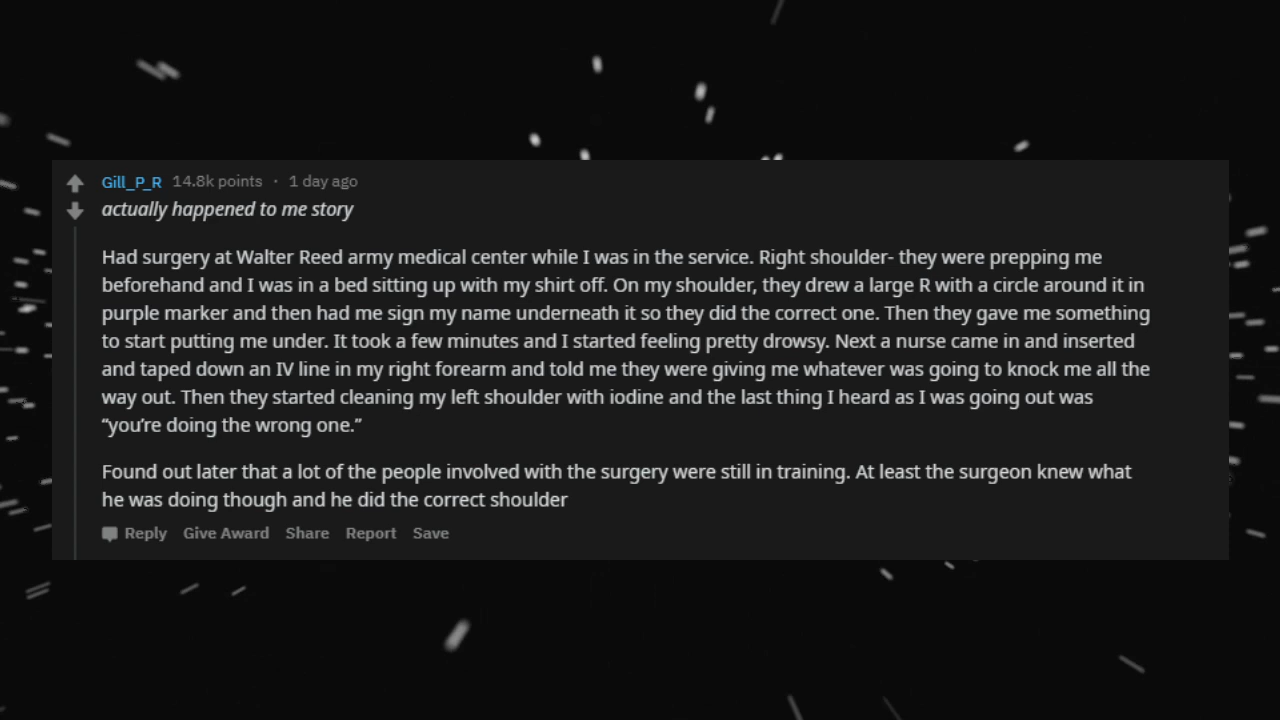 Gill_P_R 14.8k points · 1 day ago
actually happened to me story
Had surgery at Walter Reed army medical center while I was in the service. Right shoulder- they were prepping me
beforehand and I was in a bed sitting up with my shirt off. On my shoulder, they drew a large R with a circle around it in
purple marker and then had me sign my name underneath it so they did the correct one. Then they gave me something
to start putting me under. It took a few minutes and I started feeling pretty drowsy. Next a nurse came in and inserted
and taped down an IV line in my right forearm and told me they were giving me whatever was going to knock me all the
way out. Then they started cleaning my left shoulder with iodine and the last thing I heard as I was going out was
“you’re doing the wrong one.”
Found out later that a lot of the people involved with the surgery were still in training. At least the surgeon knew what
he was doing though and he did the correct shoulder
Reply Give Award Share Report Save